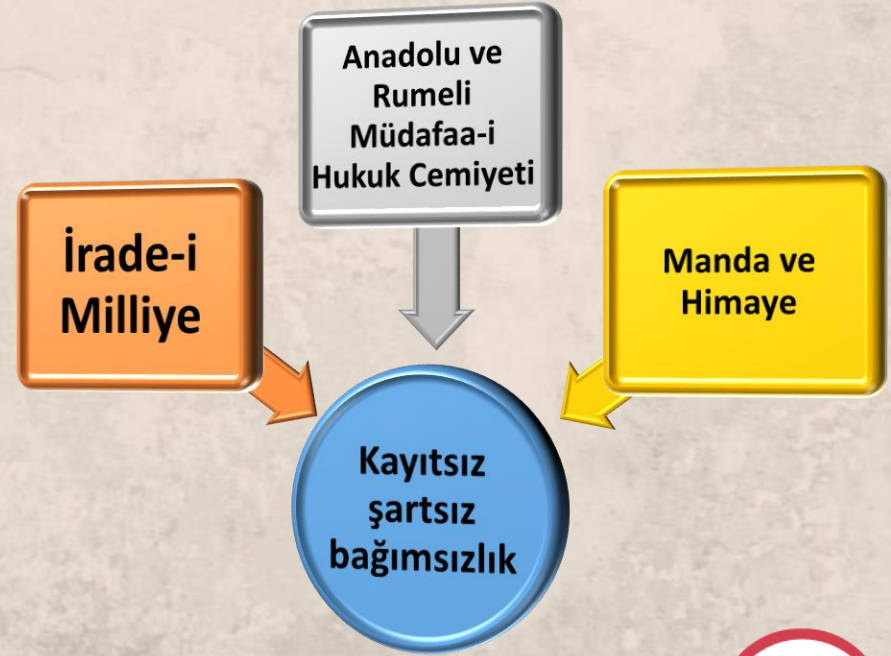 Anadolu ve
Rumeli
Müdafaa-i
Hukuk Cemiyeti
İrade-i
Milliye
Manda ve
Himaye
Kayıtsız
şartsız
bağımsızlık